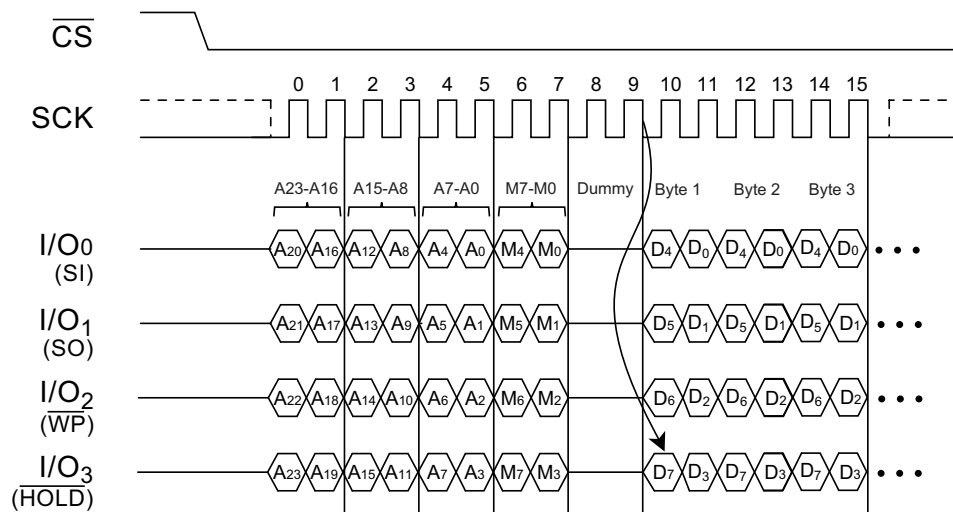 CS
0 1 2 3 4 5 6 7 8 9 10 11 12 13 14 15
SCK
A23-A16 A15-A8 A7-A0 M7-M0 Dummy Byte 1 Byte 2 Byte 3
I/O0 A20 A16 A12 A8 A4 A0 M4 M0 D4 D0 D4 D0 D4 D0 • • •
(SI)
I/O1 A21 A17 A13 A9 A5 A1 M5 M1 D5 D1 D5 D1 D5 D1 • • •
(SO)
I/O2 A22 A18 A14 A10 A6 A2 M6 M2 D6 D2 D6 D2 D6 D2 • • •
(WP)
I/O3 A23 A19 A15 A11 A7 A3 M7 M3 D7 D3 D7 D3 D7 D3 • • •
(HOLD)